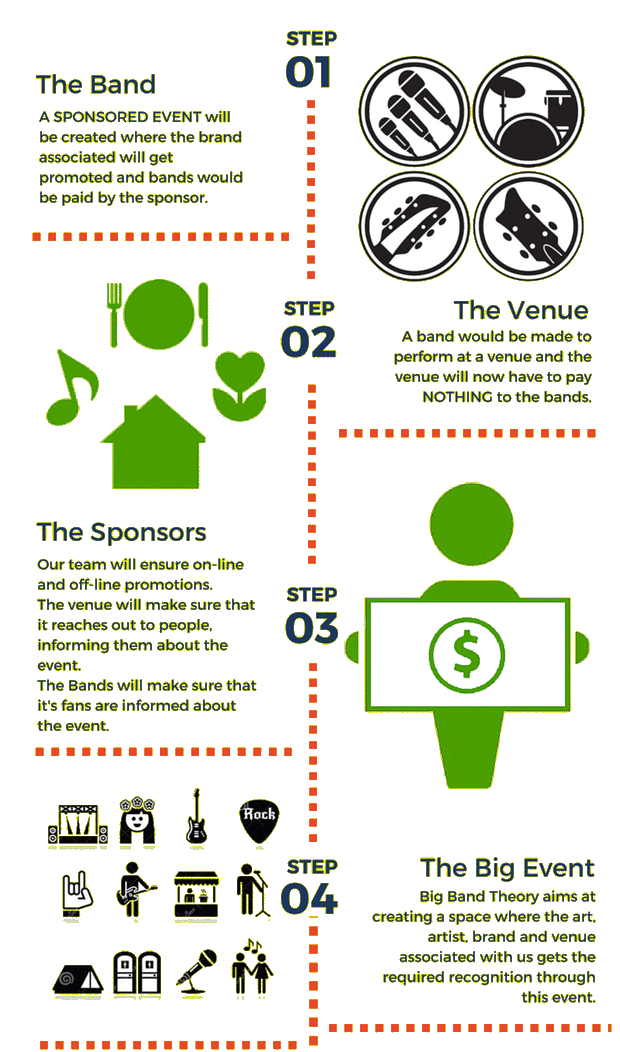 STEP
01
The Band
A SPONSORED EVENT will
be created where the brand
associated will get
promoted and bands would
be paid by the sponsor.
STEP
02
The Venue
A band would be made to
perform at a venue and the
venue will now have to pay
NOTHING to the bands.
The Sponsors
Our team will ensure on-line
and off-line promotions.
The venue will make sure that
it reaches out to people,
informing them about the
event.
The Bands will make sure that
it's fans are informed about
the event.
STEP
03
$
Rock
STEP
04
The Big Event
Big Band Theory aims at
creating a space where the art,
artist, brand and venue
associated with us gets the
required recognition through
this event.